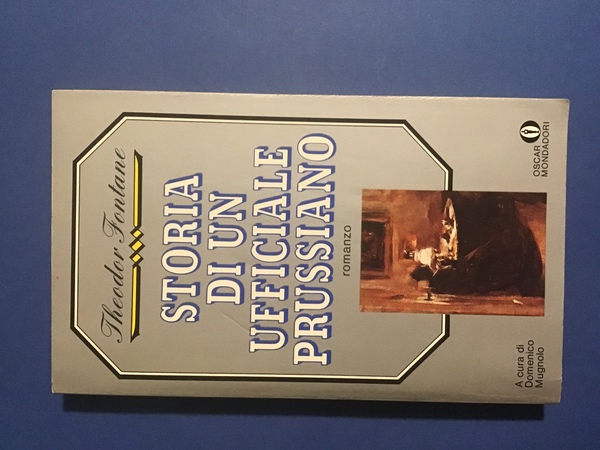 Theodor Fontane
STORIA
DI UN
UFFICIALE
PRUSSIANO
romanzo
OSCAR
MONDADORI
A cura di
Domenico
Mugnolo